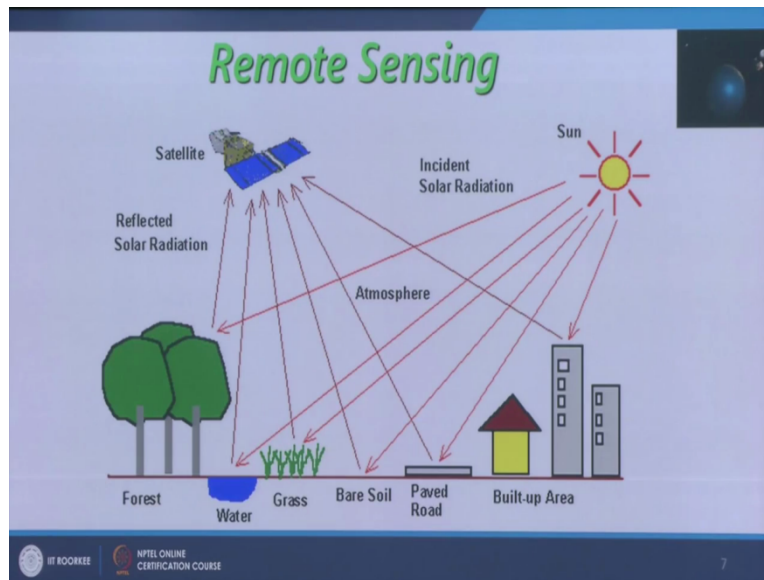 Remote Sensing
Satellite
Sun
Incident
Solar Radiation
Reflected
Solar Radiation
Atmosphere
Forest
Water
Grass
Bare Soil
Paved
Road
Built-up Area
IIT ROORKEE
NPTEL ONLINE
CERTIFICATION COURSE
7